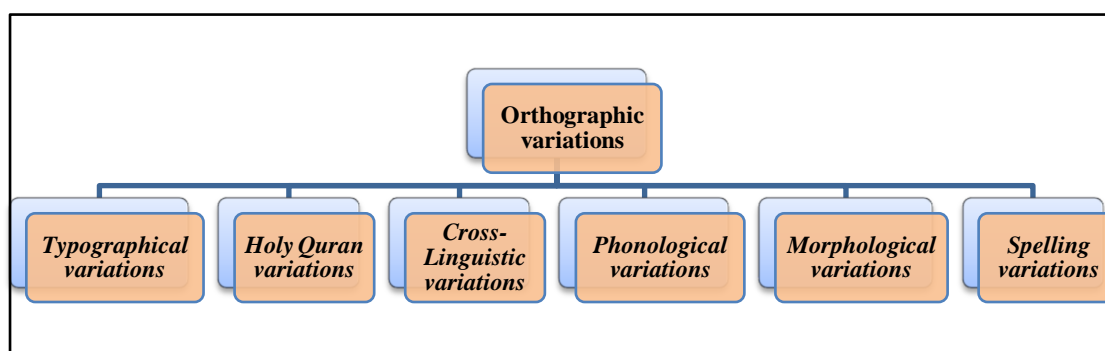 Orthographic
variations
Typographical
variations
Holy Quran
variations
Cross-
Linguistic
variations
Phonological
variations
Morphological
variations
Spelling
variations